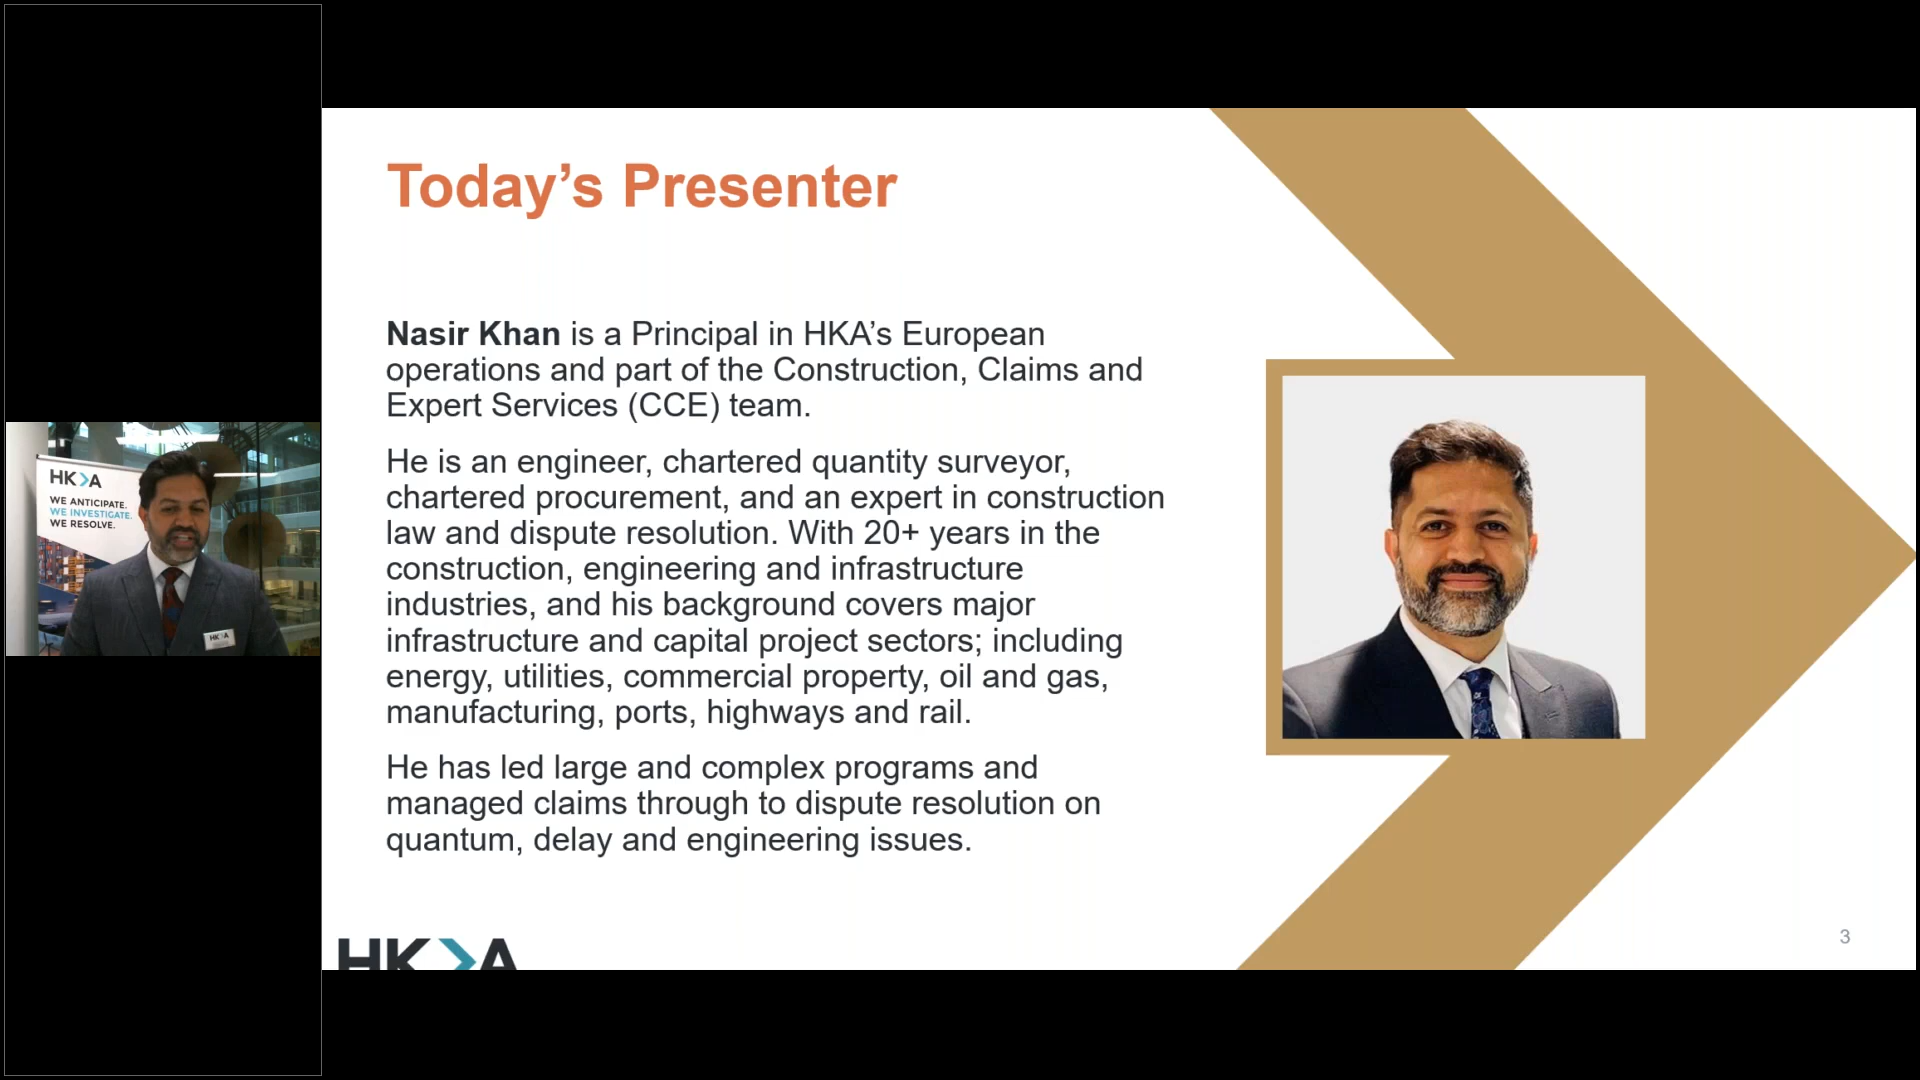 HKA
WE ANTICIPATE.
WE INVESTIGATE.
WE RESOLVE.
HKA
Today’s Presenter
Nasir Khan is a Principal in HKA’s European
operations and part of the Construction, Claims and
Expert Services (CCE) team.
He is an engineer, chartered quantity surveyor,
chartered procurement, and an expert in construction
law and dispute resolution. With 20+ years in the
construction, engineering and infrastructure
industries, and his background covers major
infrastructure and capital project sectors; including
energy, utilities, commercial property, oil and gas,
manufacturing, ports, highways and rail.
He has led large and complex programs and
managed claims through to dispute resolution on
quantum, delay and engineering issues.
HKA
3